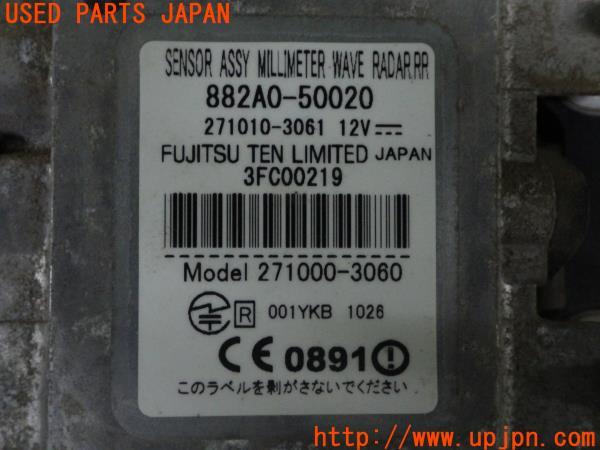 USED PARTS JAPAN
SENSOR ASSY MILLIMETER WAVE RADAR,RR
882A0-50020
271010-3061 12V
FUJITSU TEN LIMITED JAPAN
3FC00219
Model 271000-3060
R 001YKB 1026
CE 0891
このラベルを剥がさないでください
http://www.upjpn.com